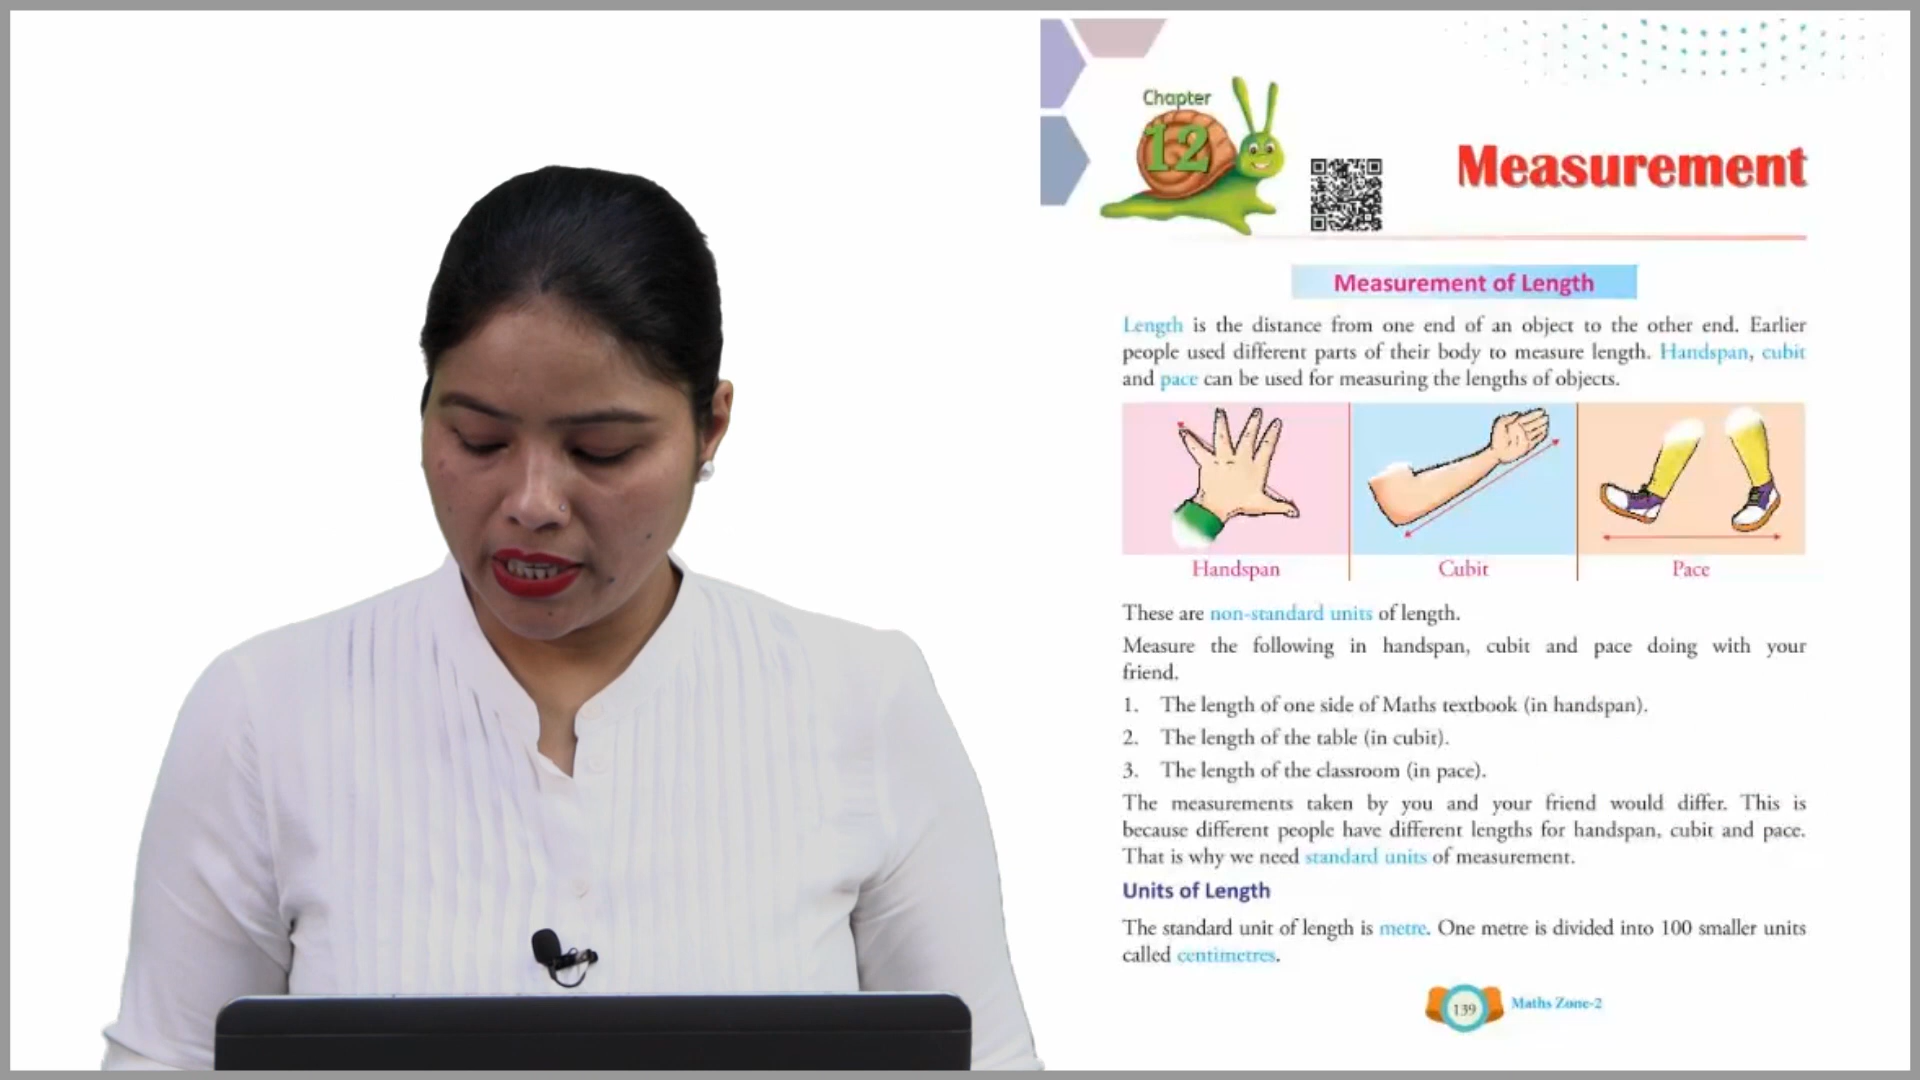 Chapter
12
Measurement
Measurement of Length
Length is the distance from one end of an object to the other end. Earlier
people used different parts of their body to measure length. Handspan, cubit
and pace can be used for measuring the lengths of objects.
Handspan Cubit Pace
These are non-standard units of length.
Measure the following in handspan, cubit and pace doing with your
friend.
1. The length of one side of Maths textbook (in handspan).
2. The length of the table (in cubit).
3. The length of the classroom (in pace).
The measurements taken by you and your friend would differ. This is
because different people have different lengths for handspan, cubit and pace.
That is why we need standard units of measurement.
Units of Length
The standard unit of length is metre. One metre is divided into 100 smaller units
called centimetres.
139 Maths Zone-2